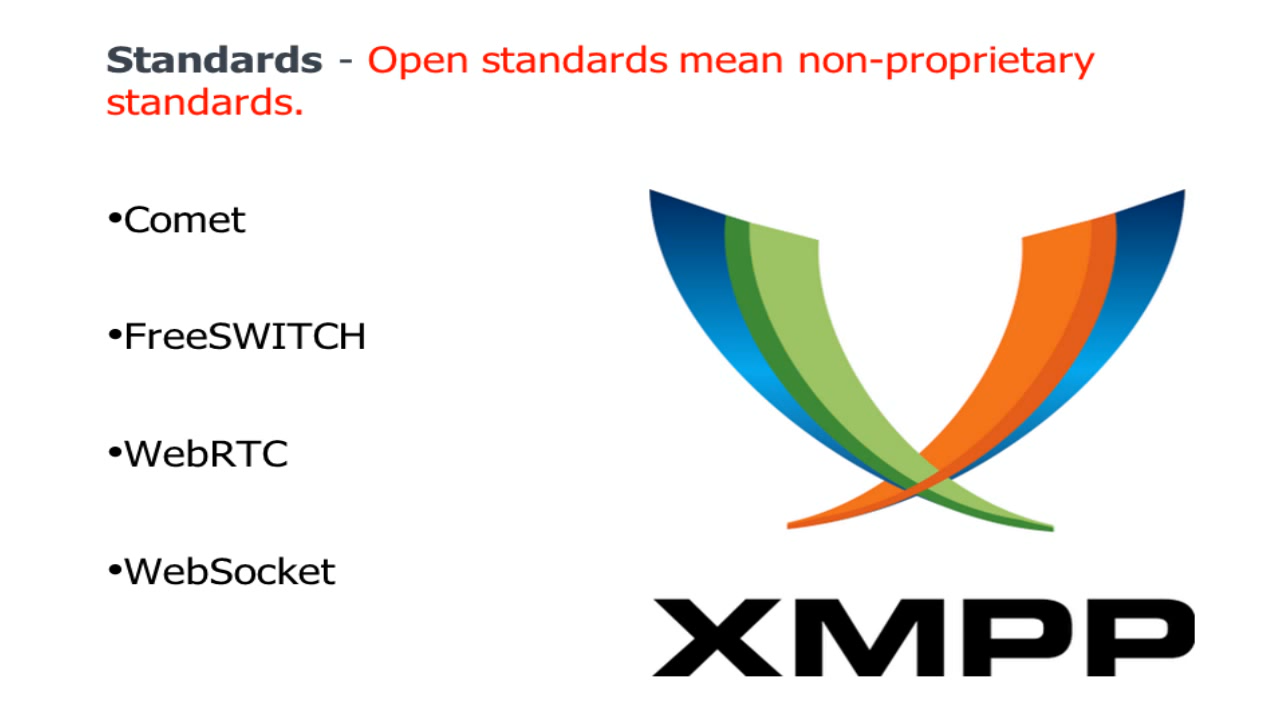 Standards - Open standards mean non-proprietary
standards.
•Comet
•FreeSWITCH
•WebRTC
•WebSocket
XMPP